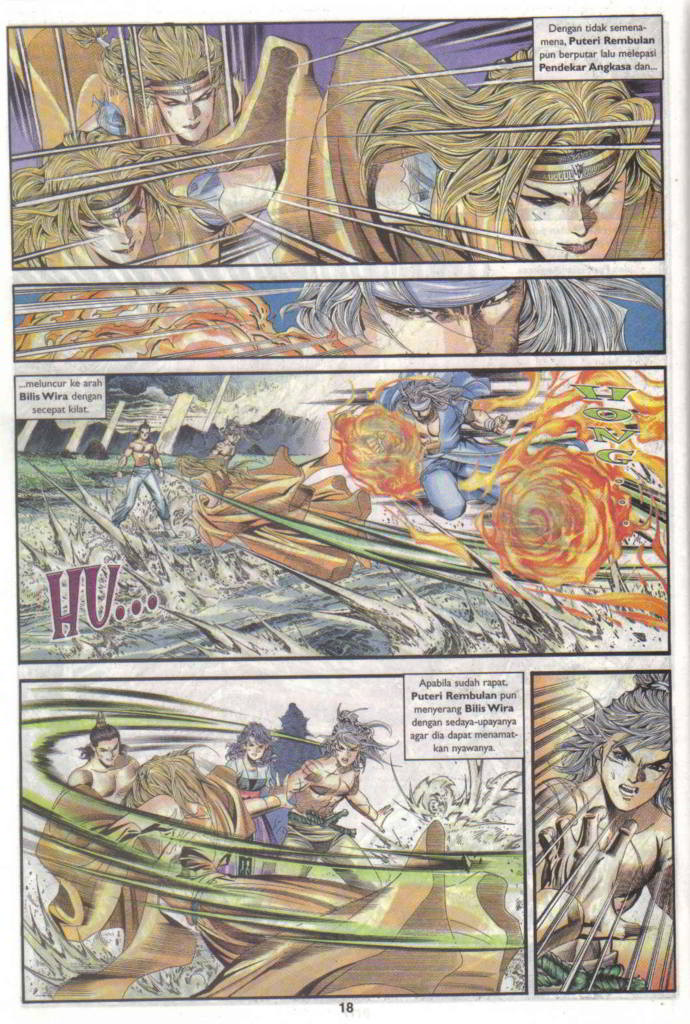 Dengan tidak semena-
mena, Puteri Rembulan
pun berputar lalu melepasi
Pendekar Angkasa dan...
...meluncur ke arah
Bilis Wira dengan
secepat kilat.
HONG...
HU...
Apabila sudah rapat,
Puteri Rembulan pun
menyerang Bilis Wira
dengan sedaya-upayanya
agar dia dapat menamat-
kan nyawanya.
18